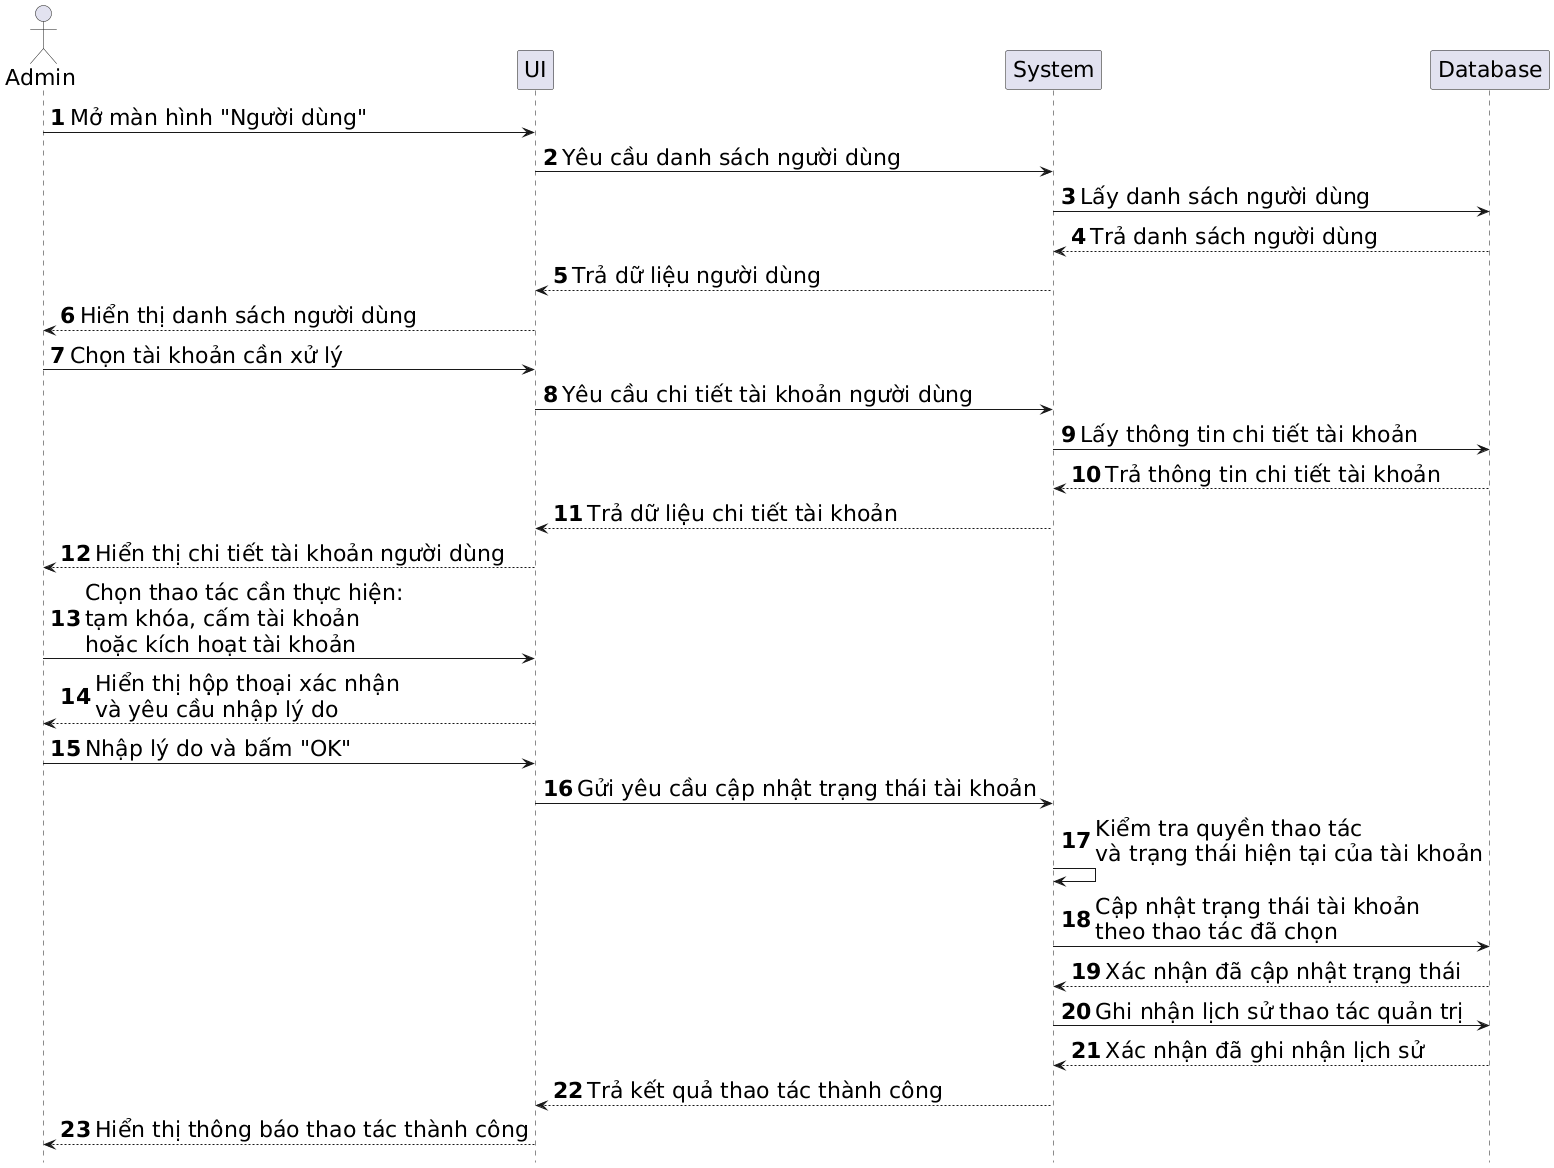 Admin
UI
System
Database
1 Mở màn hình "Người dùng"
2 Yêu cầu danh sách người dùng
3 Lấy danh sách người dùng
4 Trả danh sách người dùng
5 Trả dữ liệu người dùng
6 Hiển thị danh sách người dùng
7 Chọn tài khoản cần xử lý
8 Yêu cầu chi tiết tài khoản người dùng
9 Lấy thông tin chi tiết tài khoản
10 Trả thông tin chi tiết tài khoản
11 Trả dữ liệu chi tiết tài khoản
12 Hiển thị chi tiết tài khoản người dùng
Chọn thao tác cần thực hiện:
13 tạm khóa, cấm tài khoản
hoặc kích hoạt tài khoản
14 Hiển thị hộp thoại xác nhận
và yêu cầu nhập lý do
15 Nhập lý do và bấm "OK"
16 Gửi yêu cầu cập nhật trạng thái tài khoản
17 Kiểm tra quyền thao tác
và trạng thái hiện tại của tài khoản
18 Cập nhật trạng thái tài khoản
theo thao tác đã chọn
19 Xác nhận đã cập nhật trạng thái
20 Ghi nhận lịch sử thao tác quản trị
21 Xác nhận đã ghi nhận lịch sử
22 Trả kết quả thao tác thành công
23 Hiển thị thông báo thao tác thành công